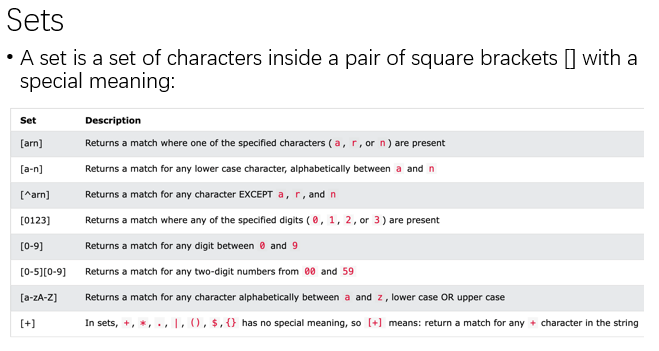 Sets
• A set is a set of characters inside a pair of square brackets [] with a
special meaning:
Set Description
[arn] Returns a match where one of the specified characters ( a, r, or n ) are present
[a-n] Returns a match for any lower case character, alphabetically between a and n
[^arn] Returns a match for any character EXCEPT a, r, and n
[0123] Returns a match where any of the specified digits ( 0, 1, 2, or 3 ) are present
[0-9] Returns a match for any digit between 0 and 9
[0-5][0-9] Returns a match for any two-digit numbers from 00 and 59
[a-zA-Z] Returns a match for any character alphabetically between a and z, lower case OR upper case
[+] In sets, +, *, ., |, (), $,{} has no special meaning, so [+] means: return a match for any + character in the string